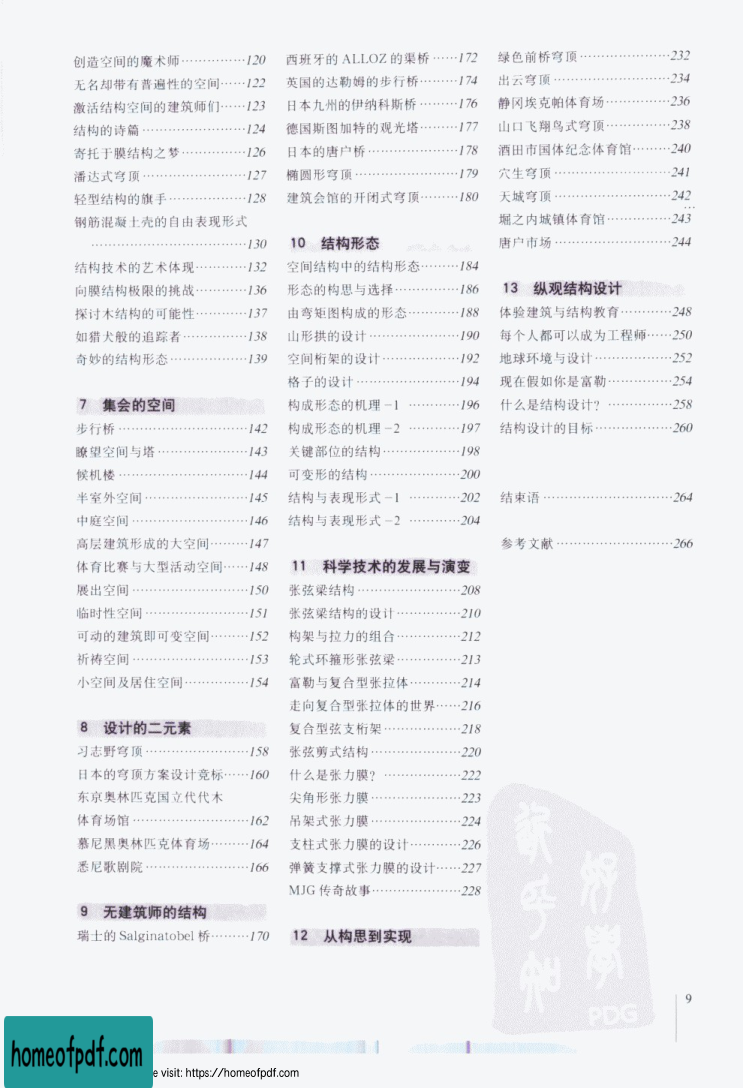 创造空间的魔术师……………120
无名却带有普遍性的空间……122
激活结构空间的建筑师们……123
结构的诗篇……………………124
寄托于膜结构之梦……………126
潘达式穹顶……………………127
轻型结构的旗手………………128
钢筋混凝土壳的自由表现形式
………………………………130
结构技术的艺术体现…………132
向膜结构极限的挑战…………136
探讨木结构的可能性…………137
如猎犬般的追踪者……………138
奇妙的结构形态………………139
7 集会的空间
步行桥…………………………142
瞭望空间与塔…………………143
候机楼…………………………144
半室外空间……………………145
中庭空间………………………146
高层建筑形成的大空间………147
体育比赛与大型活动空间……148
展出空间………………………150
临时性空间……………………151
可动的建筑即可变空间………152
祈祷空间………………………153
小空间及居住空间……………154
8 设计的二元素
习志野穹顶……………………158
日本的穹顶方案设计竞标……160
东京奥林匹克国立代代木
体育场馆………………………162
慕尼黑奥林匹克体育场………164
悉尼歌剧院……………………166
9 无建筑师的结构
瑞士的 Salginatobel 桥………170
西班牙的 ALLOZ 的渠桥……172
英国的达勒姆的步行桥………174
日本九州的伊纳科斯桥………176
德国斯图加特的观光塔………177
日本的唐户桥…………………178
椭圆形穹顶……………………179
建筑会馆的开闭式穹顶………180
10 结构形态
空间结构中的结构形态………184
形态的构思与选择……………186
由弯矩图构成的形态…………188
山形拱的设计…………………190
空间桁架的设计………………192
格子的设计……………………194
构成形态的机理-1…………196
构成形态的机理-2…………197
关键部位的结构………………198
可变形的结构…………………200
结构与表现形式-1…………202
结构与表现形式-2…………204
11 科学技术的发展与演变
张弦梁结构……………………208
张弦梁结构的设计……………210
构架与拉力的组合……………212
轮式环箍形张弦梁……………213
富勒与复合型张拉体…………214
走向复合型张拉体的世界……216
复合型弦支桁架………………218
张弦剪式结构…………………220
什么是张力膜?………………222
尖角形张力膜…………………223
吊架式张力膜…………………224
支柱式张力膜的设计…………226
弹簧支撑式张力膜的设计……227
MJG 传奇故事…………………228
12 从构思到实现
绿色前桥穹顶…………………232
出云穹顶………………………234
静冈埃克帕体育场……………236
山口飞翔鸟式穹顶……………238
酒田市国体纪念体育馆………240
穴生穹顶………………………241
天城穹顶………………………242
堀之内城镇体育馆……………243
唐户市场………………………244
13 纵观结构设计
体验建筑与结构教育…………248
每个人都可以成为工程师……250
地球环境与设计………………252
现在假如你是富勒……………254
什么是结构设计?……………258
结构设计的目标………………260
结束语…………………………264
参考文献………………………266
PDG
9
homeofpdf.com
e visit: https://homeofpdf.com